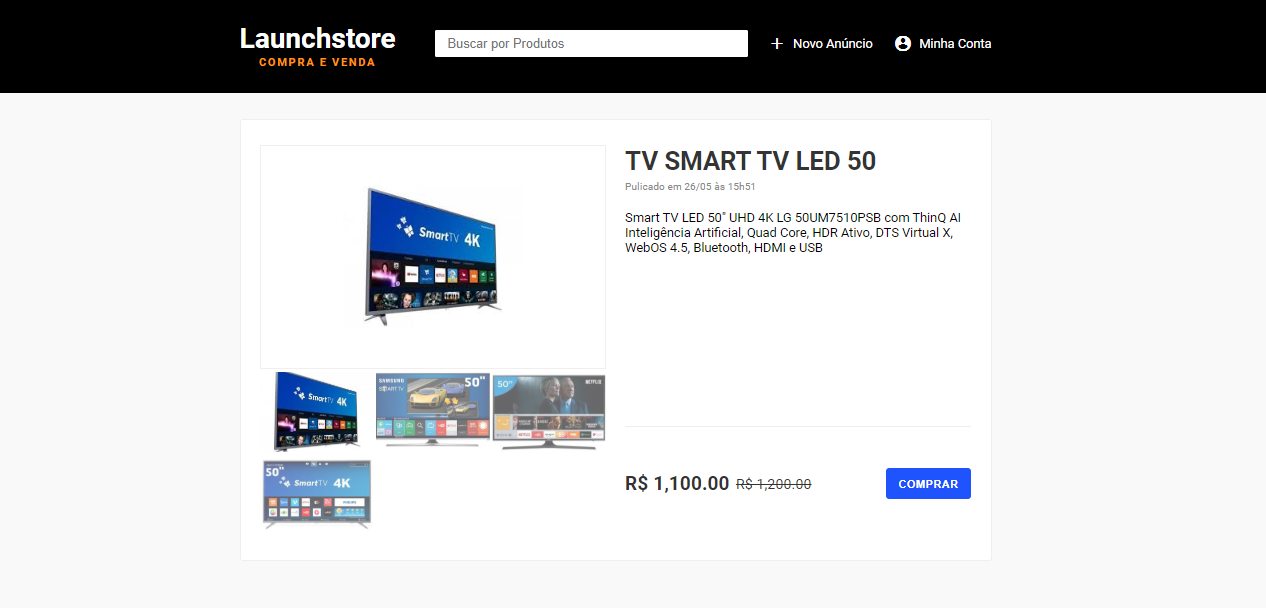 Launchstore
COMPRA E VENDA
Buscar por Produtos
Novo Anúncio
Minha Conta
SmartTV 4K
TV SMART TV LED 50
Pulicado em 26/05 às 15h51
Smart TV LED 50" UHD 4K LG 50UM7510PSB com ThinQ AI
Inteligência Artificial, Quad Core, HDR Ativo, DTS Virtual X,
WebOS 4.5, Bluetooth, HDMI e USB
SmartTV 4K
SAMSUNG 50"
SMART TV
50" NETFLIX
50"
SmartTV 4K
R$ 1,100.00 R$ 1,200.00
COMPRAR